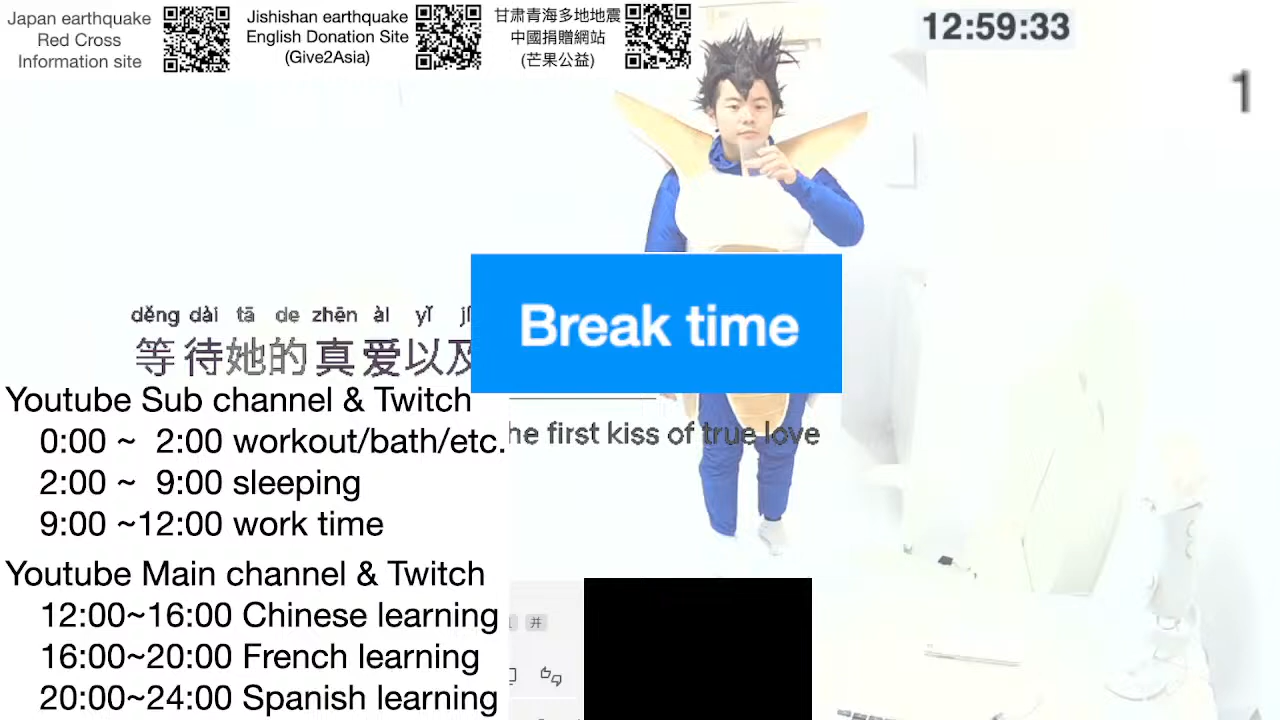 Japan earthquake
Red Cross
Information site
Jishishan earthquake
English Donation Site
(Give2Asia)
甘肅青海多地地震
中國捐贈網站
(芒果公益)
12:59:33
1
děng dài tā de zhēn ài yǐ
等待她的真爱以及
Break time
he first kiss of true love
Youtube Sub channel & Twitch
0:00 ~ 2:00 workout/bath/etc.
2:00 ~ 9:00 sleeping
9:00 ~12:00 work time
Youtube Main channel & Twitch
12:00~16:00 Chinese learning
16:00~20:00 French learning
20:00~24:00 Spanish learning
并